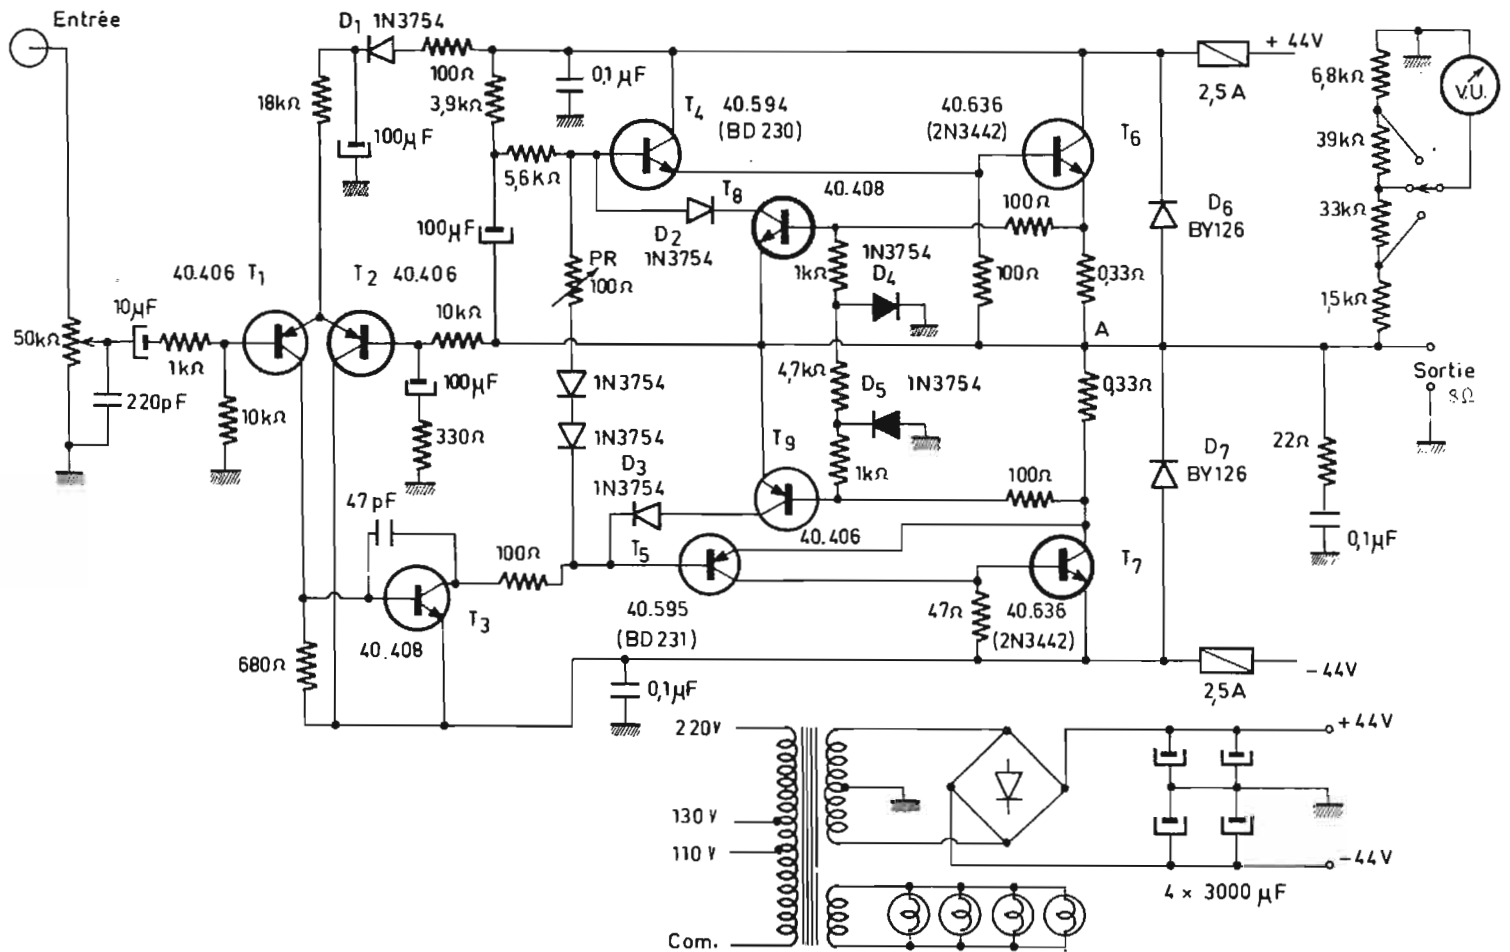 Entrée
D1 1N3754
+ 44V
100Ω
0,1µF
2,5A
6,8kΩ
V.U.
18kΩ
3,9kΩ
T4
40.594
(BD 230)
40.636
(2N3442)
T6
100µF
39kΩ
5,6kΩ
T8
40.408
100Ω
D6
BY126
33kΩ
100µF
D2
1N3754
1N3754
D4
1kΩ
PR
100Ω
100Ω
0,33Ω
40.406 T1
T2 40.406
10µF
10kΩ
1,5kΩ
A
50kΩ
1kΩ
Sortie
8Ω
100µF
1N3754
4,7kΩ
D5 1N3754
0,33Ω
220pF
10kΩ
330Ω
1N3754
T9
22Ω
D7
BY126
D3
1N3754
1kΩ
100Ω
47pF
40.406
0,1µF
100Ω
T5
T7
T3
40.408
40.595
(BD 231)
47Ω
40.636
(2N3442)
680Ω
0,1µF
2,5A
-44V
220V
+44V
130V
110V
-44V
4 × 3000 µF
Com.